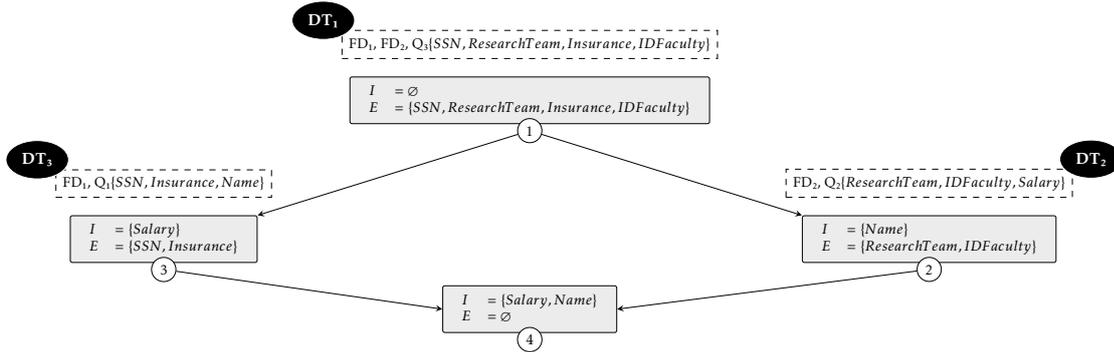 DT₁
FD₁, FD₂, Q₃{SSN, ResearchTeam, Insurance, IDFaculty}
I = ∅
E = {SSN, ResearchTeam, Insurance, IDFaculty}
1
DT₃
FD₁, Q₁{SSN, Insurance, Name}
I = {Salary}
E = {SSN, Insurance}
3
DT₂
FD₂, Q₂{ResearchTeam, IDFaculty, Salary}
I = {Name}
E = {ResearchTeam, IDFaculty}
2
I = {Salary, Name}
E = ∅
4